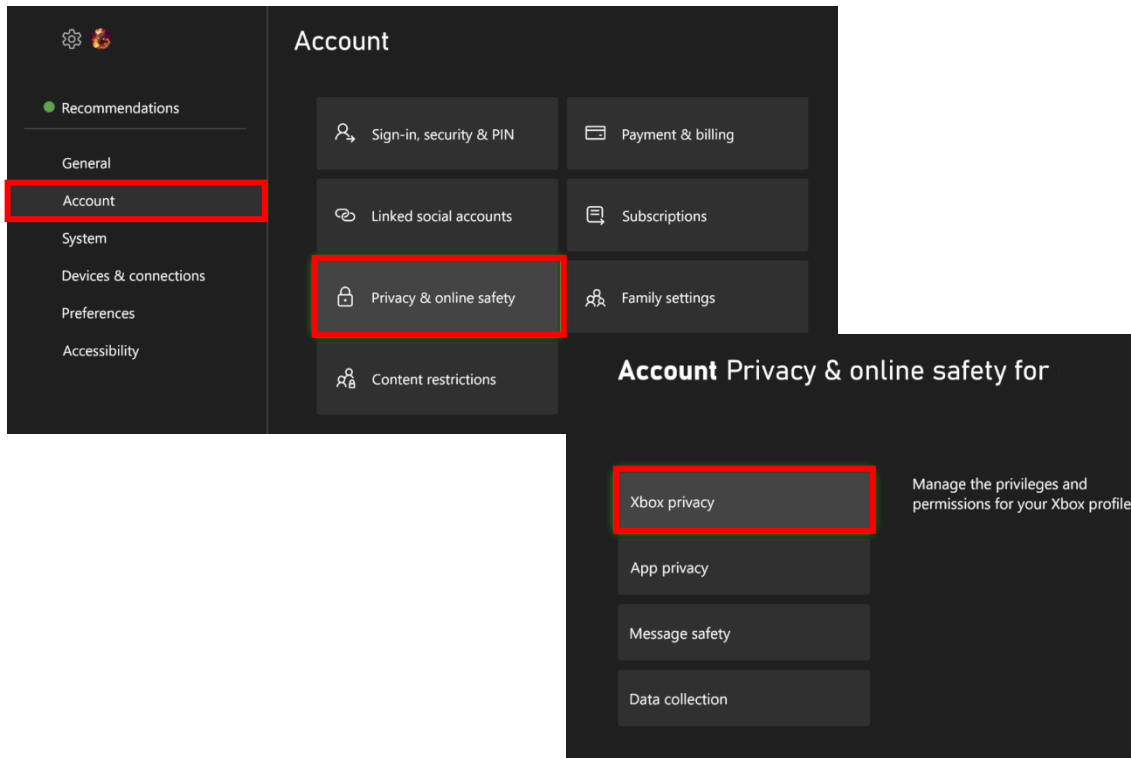 Account
Recommendations
General
Account
System
Devices & connections
Preferences
Accessibility
Sign-in, security & PIN
Payment & billing
Linked social accounts
Subscriptions
Privacy & online safety
Family settings
Content restrictions
Account Privacy & online safety for
Xbox privacy
App privacy
Message safety
Data collection
Manage the privileges and
permissions for your Xbox profile